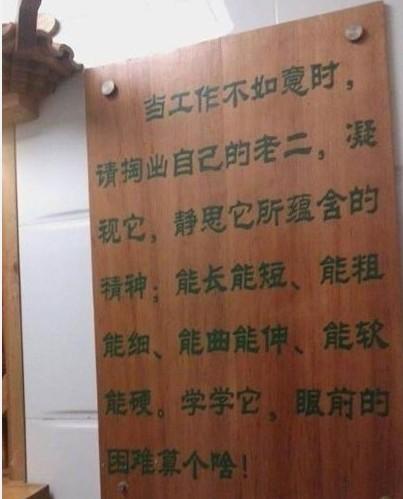 当工作不如意时，
请掏出自己的老二，凝
视它，静思它所蕴含的
精神；能长能短、能粗
能细、能曲能伸、能软
能硬。学学它，眼前的
困难算个啥！